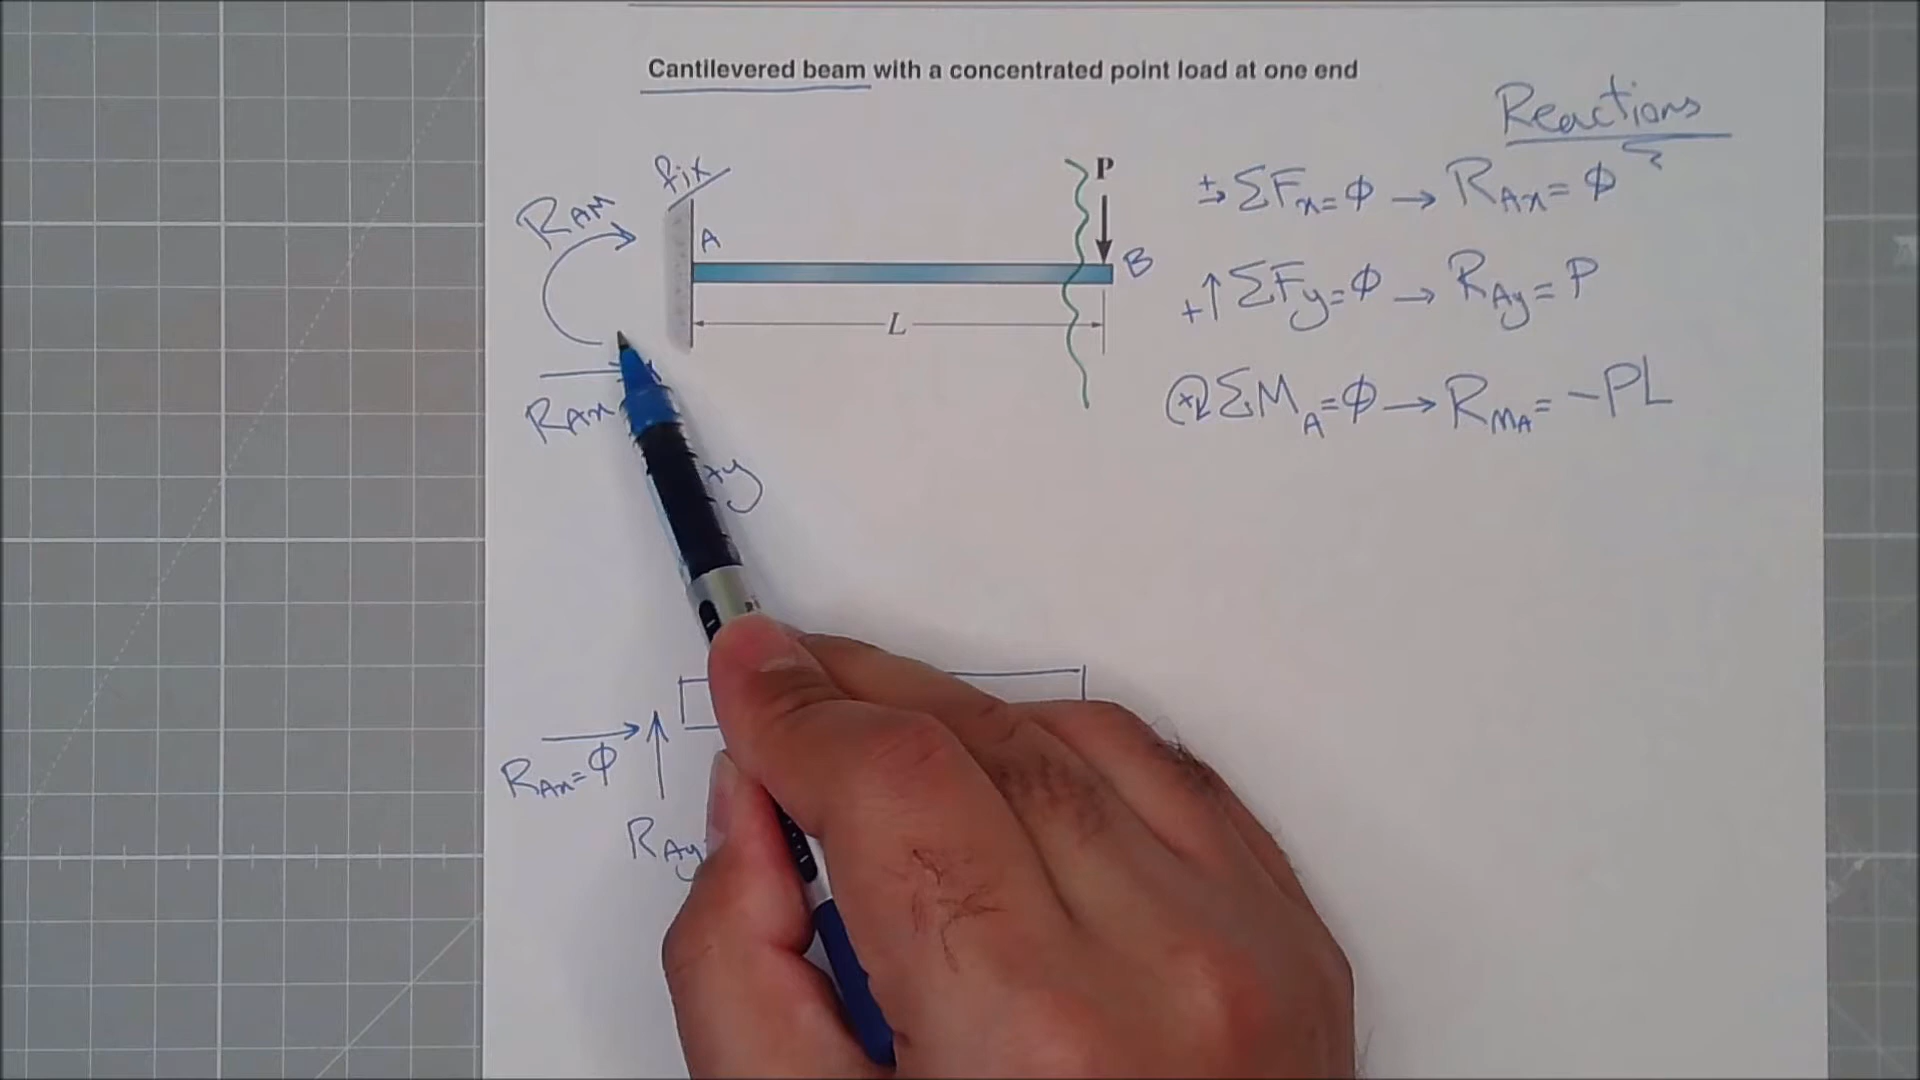 Cantilevered beam with a concentrated point load at one end
Reactions
fix
P
RAM
A
B
L
RAx
+→ ΣFx=ϕ → RAx=ϕ
+↑ ΣFy=ϕ → RAy=P
+ ΣMA=ϕ → RMA= -PL
RAx=ϕ
RAy